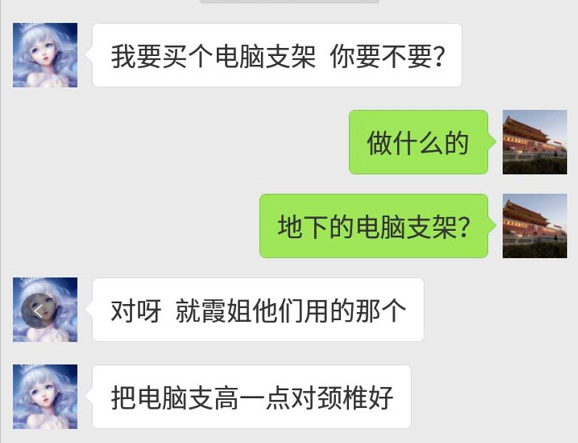 我要买个电脑支架 你要不要？
做什么的
地下的电脑支架？
对呀 就霞姐他们用的那个
把电脑支高一点对颈椎好